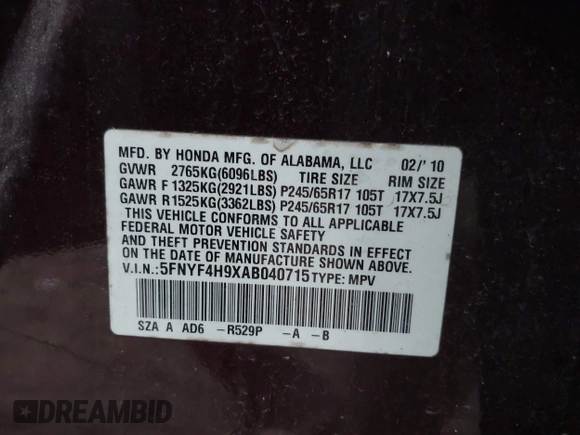 MFD. BY HONDA MFG. OF ALABAMA, LLC 02/'10
GVWR 2765KG(6096LBS) TIRE SIZE RIM SIZE
GAWR F 1325KG(2921LBS) P245/65R17 105T 17X7.5J
GAWR R 1525KG(3362LBS) P245/65R17 105T 17X7.5J
THIS VEHICLE CONFORMS TO ALL APPLICABLE
FEDERAL MOTOR VEHICLE SAFETY
AND THEFT PREVENTION STANDARDS IN EFFECT
ON THE DATE OF MANUFACTURE SHOWN ABOVE.
V.I.N.: 5FNYF4H9XAB040715 TYPE: MPV
SZA A AD6 -R529P -A -B
DREAMBID